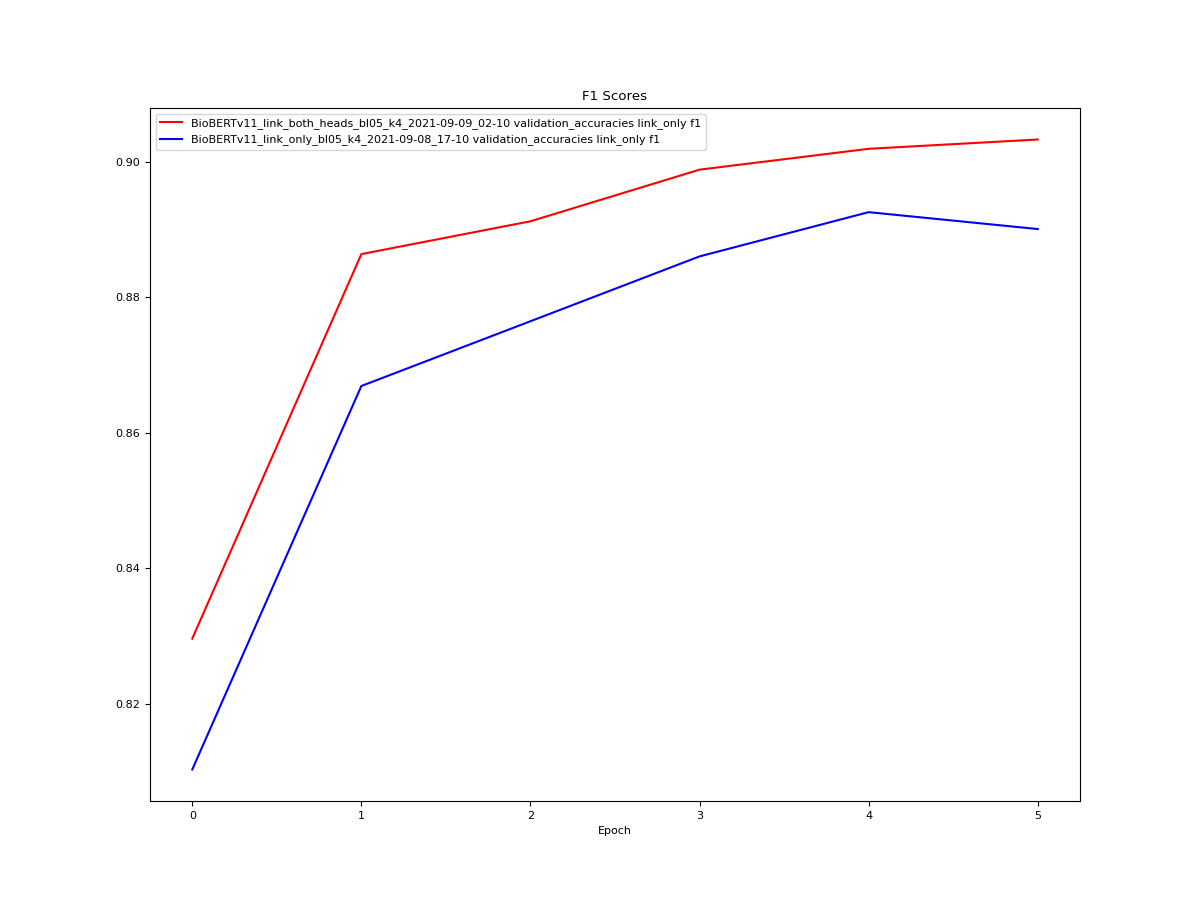 F1 Scores
BioBERTv11_link_both_heads_bl05_k4_2021-09-09_02-10 validation_accuracies link_only f1
BioBERTv11_link_only_bl05_k4_2021-09-08_17-10 validation_accuracies link_only f1
0.90
0.88
0.86
0.84
0.82
0 1 2 3 4 5
Epoch